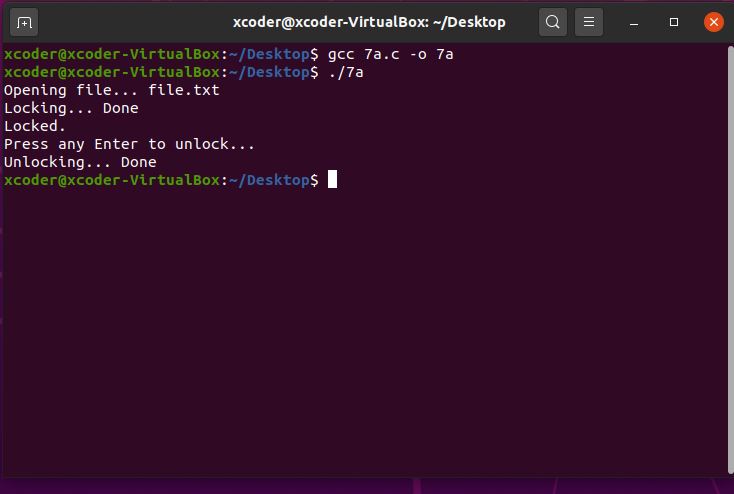 xcoder@xcoder-VirtualBox: ~/Desktop
xcoder@xcoder-VirtualBox:~/Desktop$ gcc 7a.c -o 7a
xcoder@xcoder-VirtualBox:~/Desktop$ ./7a
Opening file... file.txt
Locking... Done
Locked.
Press any Enter to unlock...
Unlocking... Done
xcoder@xcoder-VirtualBox:~/Desktop$